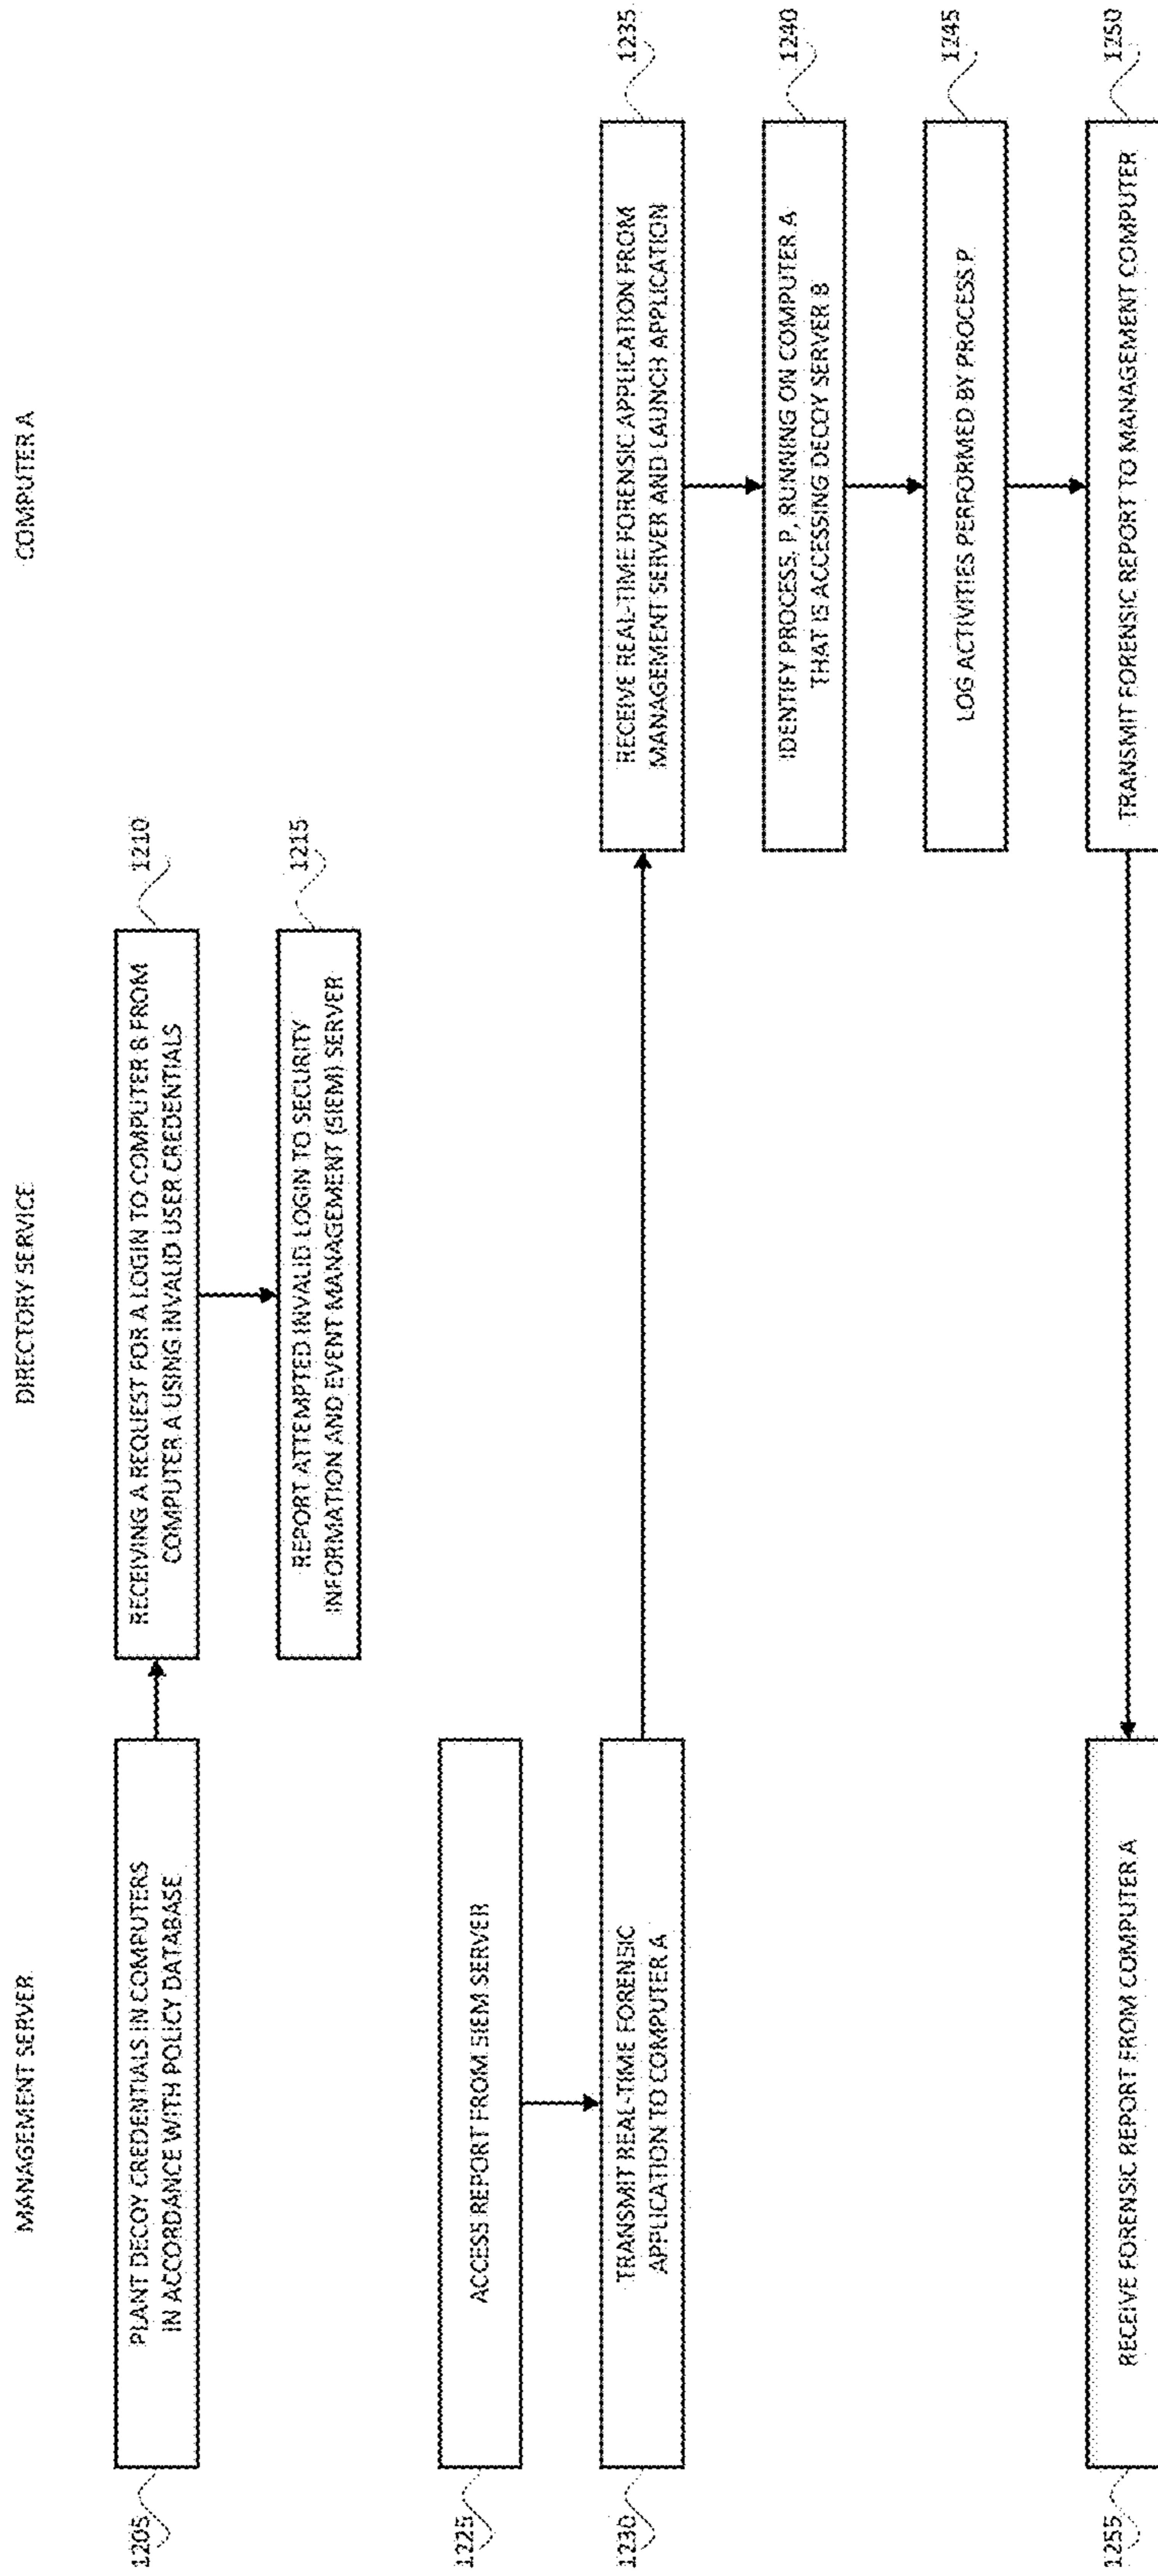 MANAGEMENT SERVER
DIRECTORY SERVICE
COMPUTER A
1205
PLANT DECOY CREDENTIALS IN COMPUTERS
IN ACCORDANCE WITH POLICY DATABASE
RECEIVING A REQUEST FOR A LOGIN TO COMPUTER B FROM
COMPUTER A USING INVALID USER CREDENTIALS
1210
REPORT ATTEMPTED INVALID LOGIN TO SECURITY
INFORMATION AND EVENT MANAGEMENT (SIEM) SERVER
1215
1225
ACCESS REPORT FROM SIEM SERVER
1230
TRANSMIT REAL-TIME FORENSIC
APPLICATION TO COMPUTER A
RECEIVE REAL-TIME FORENSIC APPLICATION FROM
MANAGEMENT SERVER AND LAUNCH APPLICATION
1235
IDENTIFY PROCESS, P, RUNNING ON COMPUTER A
THAT IS ACCESSING DECOY SERVER B
1240
LOG ACTIVITIES PERFORMED BY PROCESS P
1245
TRANSMIT FORENSIC REPORT TO MANAGEMENT COMPUTER
1250
1255
RECEIVE FORENSIC REPORT FROM COMPUTER A